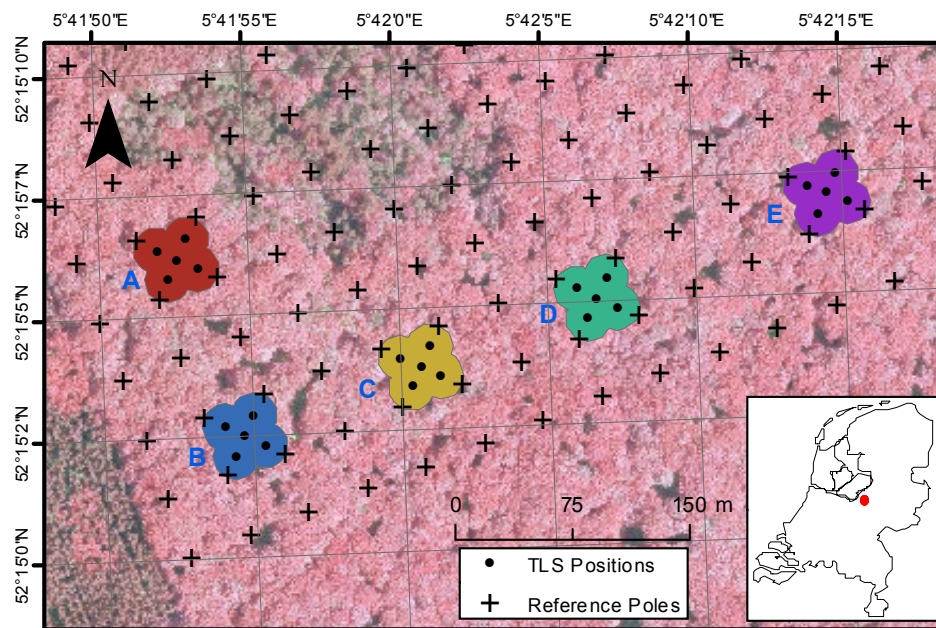 5°41'50"E 5°41'55"E 5°42'0"E 5°42'5"E 5°42'10"E 5°42'15"E
52°15'10"N
N
52°15'7"N
E
A
D
52°15'5"N
C
52°15'2"N
B
0 75 150 m
52°15'0"N
TLS Positions
Reference Poles